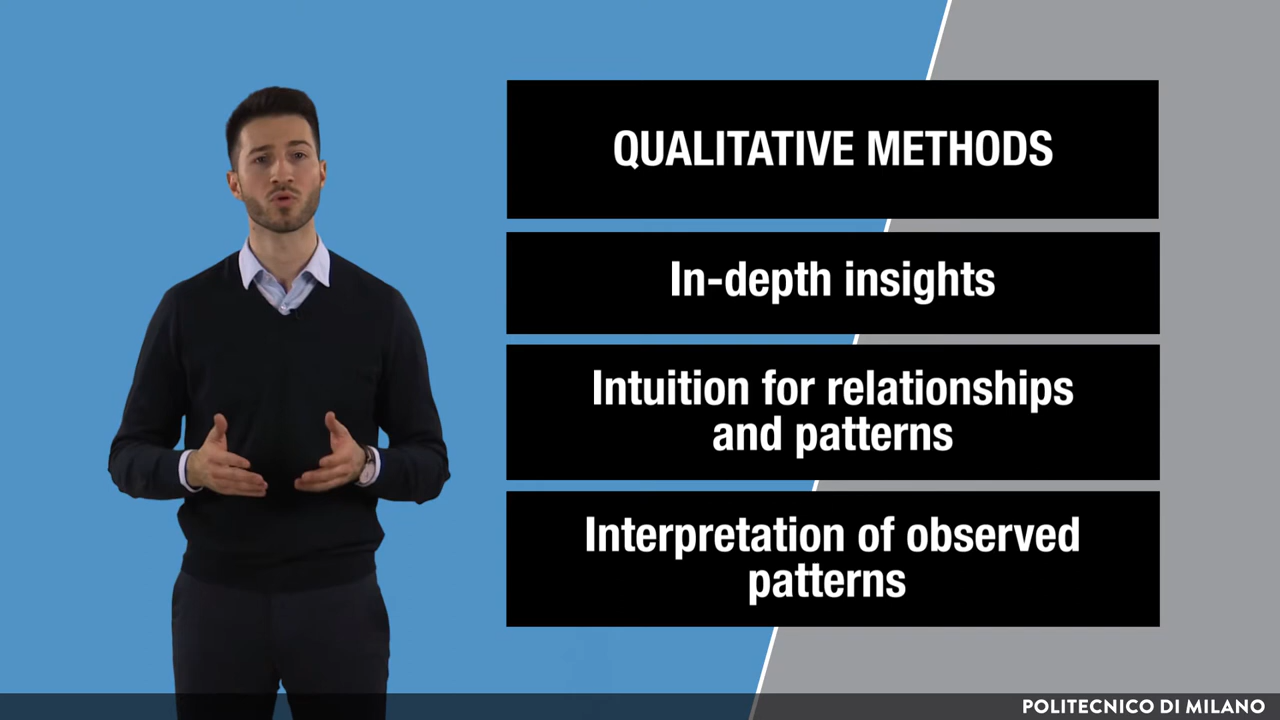 QUALITATIVE METHODS
In-depth insights
Intuition for relationships
and patterns
Interpretation of observed
patterns
POLITECNICO DI MILANO